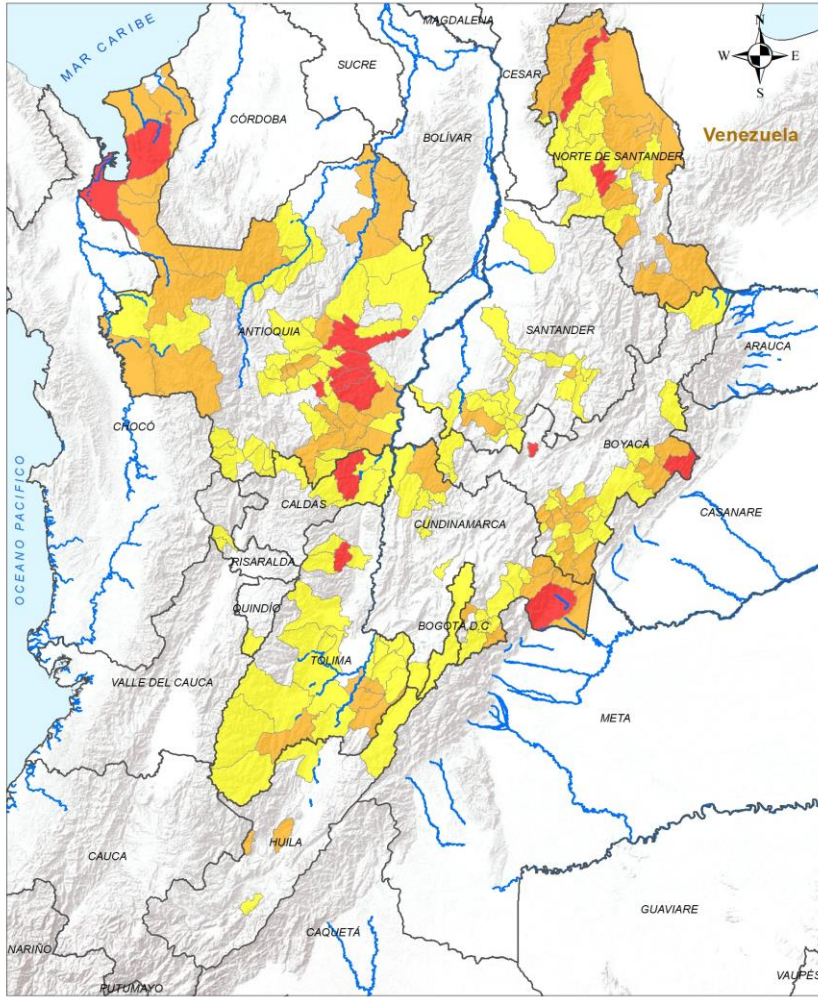 MAGDALENA
N
MAR CARIBE
SUCRE
CESAR
W
E
S
CÓRDOBA
BOLÍVAR
Venezuela
NORTE DE SANTANDER
ANTIOQUIA
SANTANDER
ARAUCA
CHOCÓ
BOYACÁ
CALDAS
CASANARE
CUNDINAMARCA
OCEANO PACIFICO
RISARALDA
QUINDÍO
BOGOTÁ D.C
TOLIMA
VALLE DEL CAUCA
META
HUILA
CAUCA
GUAVIARE
CAQUETÁ
NARIÑO
VAUPÉS
PUTUMAYO